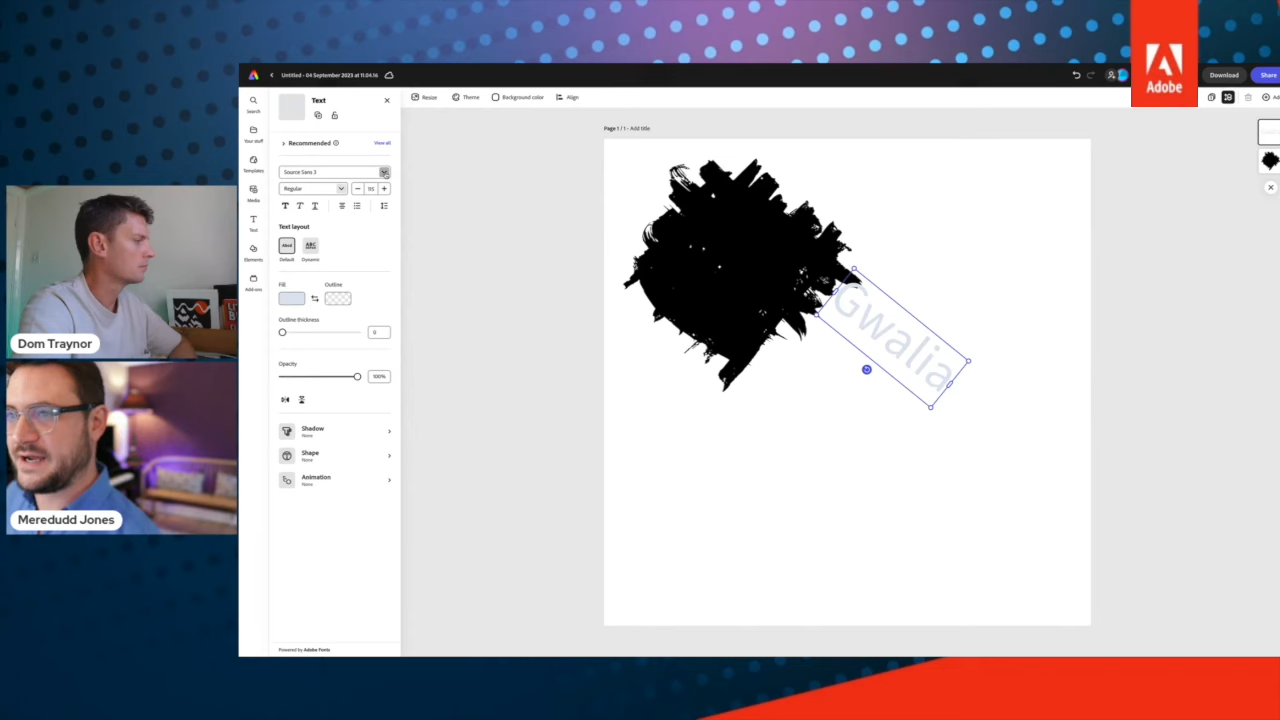 Adobe
Untitled - 04 September 2023 at 11.04.16
Download
Share
Search
Your stuff
Templates
Media
Text
Elements
Add-ons
Text
Recommended
View all
Source Sans 3
Regular
115
Text layout
Abcd
ABC
Default
Dynamic
Fill
Outline
Outline thickness
0
Opacity
100%
Shadow
None
Shape
None
Animation
None
Powered by Adobe Fonts
Resize
Theme
Background color
Align
Page 1 / 1 - Add title
Gwalia
Dom Traynor
Meredudd Jones